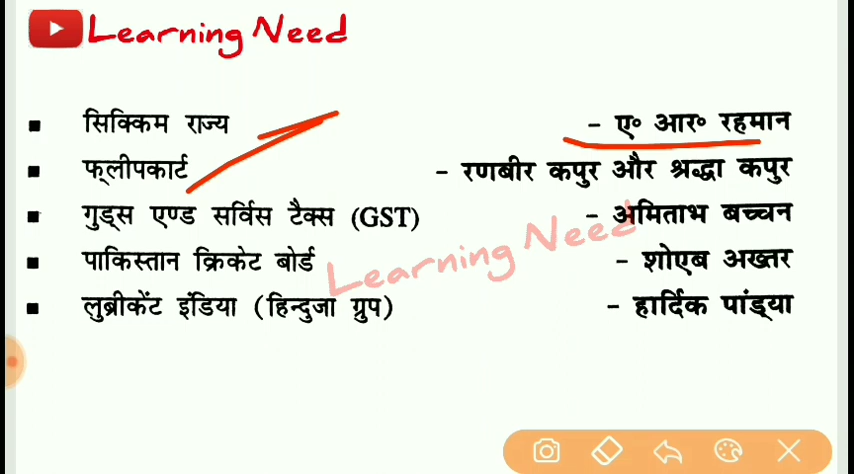 Learning Need
▪ सिक्किम राज्य - ए॰ आर॰ रहमान
▪ फ्लीपकार्ट - रणबीर कपुर और श्रद्धा कपुर
▪ गुड्स एण्ड सर्विस टैक्स (GST) - अमिताभ बच्चन
▪ पाकिस्तान क्रिकेट बोर्ड - शोएब अख्तर
▪ लुब्रीकेंट इंडिया (हिन्दुजा ग्रुप) - हार्दिक पांड्या
Learning Need